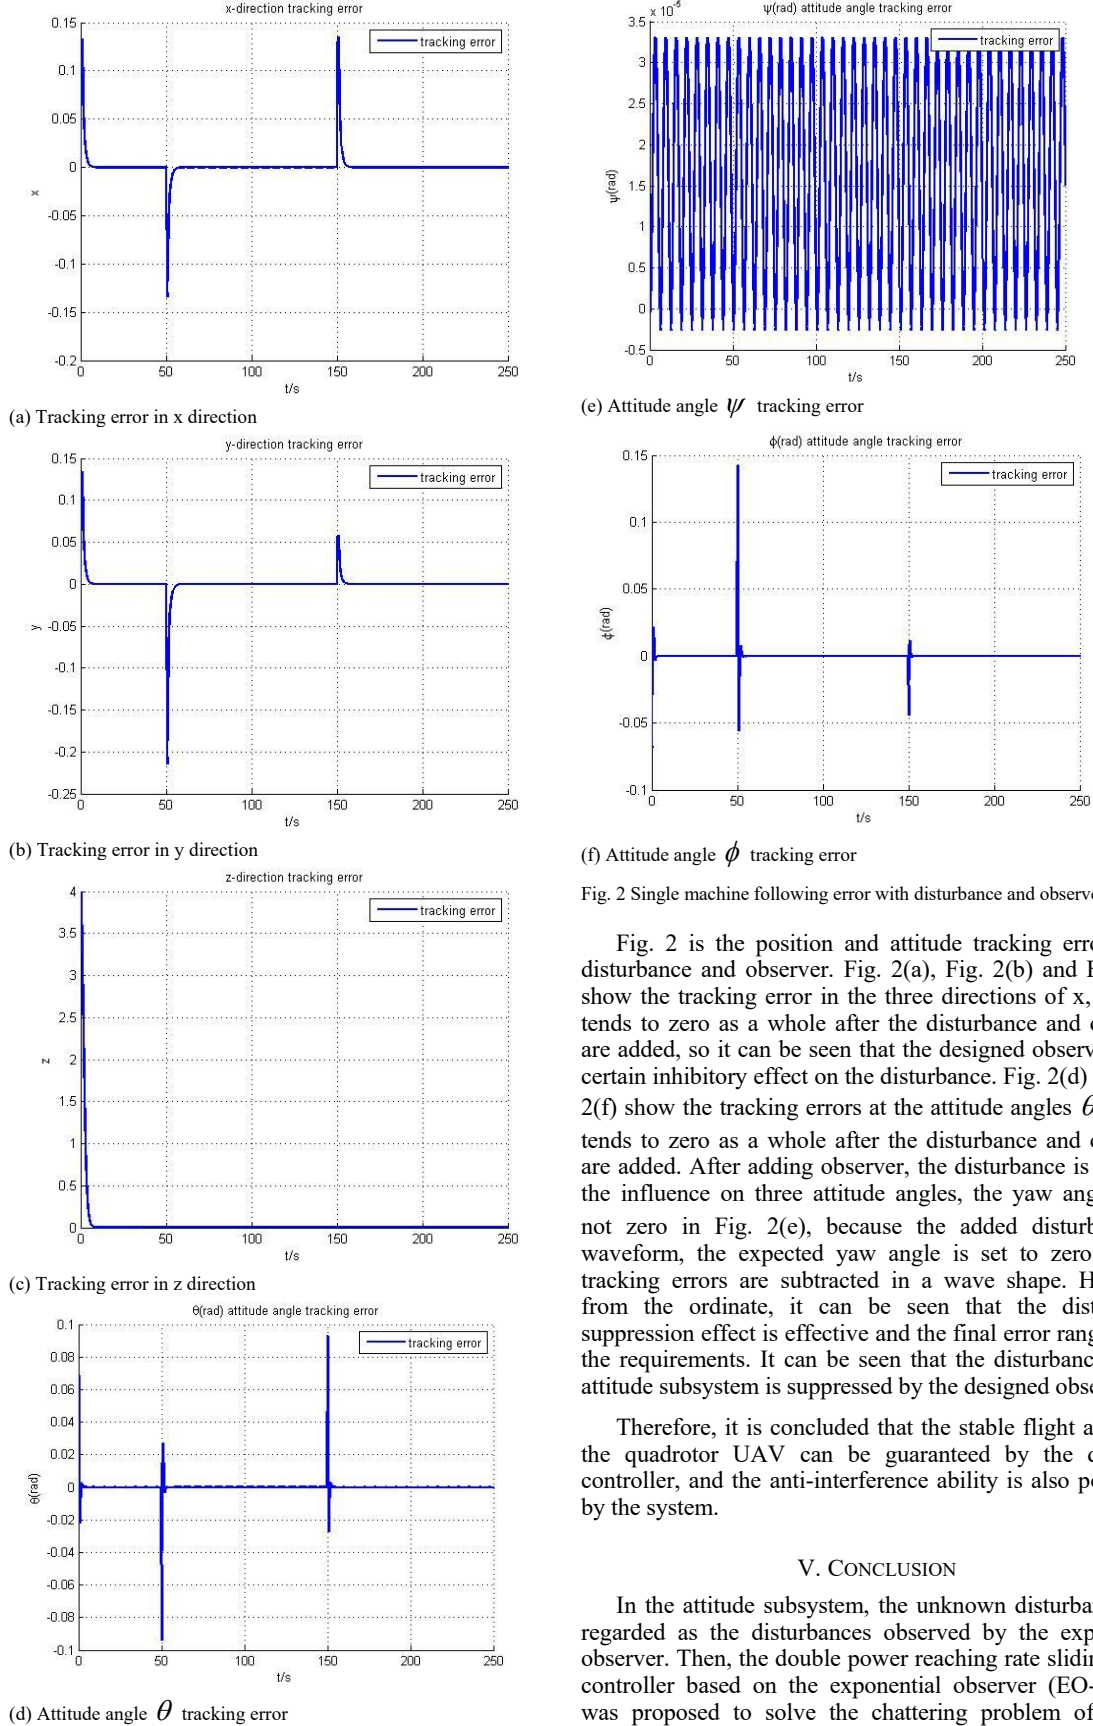 x-direction tracking error
0.15
0.1
0.05
0
-0.05
-0.1
-0.15
-0.2
x
tracking error
0 50 100 150 200 250
t/s
(a) Tracking error in x direction
y-direction tracking error
0.15
0.1
0.05
0
-0.05
-0.1
-0.15
-0.2
-0.25
y
tracking error
0 50 100 150 200 250
t/s
(b) Tracking error in y direction
z-direction tracking error
4
3.5
3
2.5
2
1.5
1
0.5
0
z
tracking error
0 50 100 150 200 250
t/s
(c) Tracking error in z direction
θ(rad) attitude angle tracking error
0.1
0.08
0.06
0.04
0.02
0
-0.02
-0.04
-0.06
-0.08
-0.1
θ(rad)
tracking error
0 50 100 150 200 250
t/s
(d) Attitude angle θ tracking error
x 10⁻⁵
ψ(rad) attitude angle tracking error
3.5
3
2.5
2
1.5
1
0.5
0
-0.5
ψ(rad)
tracking error
0 50 100 150 200 250
t/s
(e) Attitude angle ψ tracking error
ϕ(rad) attitude angle tracking error
0.15
0.1
0.05
0
-0.05
-0.1
ϕ(rad)
tracking error
0 50 100 150 200 250
t/s
(f) Attitude angle ϕ tracking error
Fig. 2 Single machine following error with disturbance and observe
Fig. 2 is the position and attitude tracking erro
disturbance and observer. Fig. 2(a), Fig. 2(b) and F
show the tracking error in the three directions of x,
tends to zero as a whole after the disturbance and o
are added, so it can be seen that the designed observ
certain inhibitory effect on the disturbance. Fig. 2(d)
2(f) show the tracking errors at the attitude angles θ
tends to zero as a whole after the disturbance and o
are added. After adding observer, the disturbance is
the influence on three attitude angles, the yaw ang
not zero in Fig. 2(e), because the added disturb
waveform, the expected yaw angle is set to zero
tracking errors are subtracted in a wave shape. H
from the ordinate, it can be seen that the dist
suppression effect is effective and the final error rang
the requirements. It can be seen that the disturbance
attitude subsystem is suppressed by the designed obse
Therefore, it is concluded that the stable flight a
the quadrotor UAV can be guaranteed by the c
controller, and the anti-interference ability is also po
by the system.
V. CONCLUSION
In the attitude subsystem, the unknown disturba
regarded as the disturbances observed by the exp
observer. Then, the double power reaching rate slidin
controller based on the exponential observer (EO-
was proposed to solve the chattering problem of